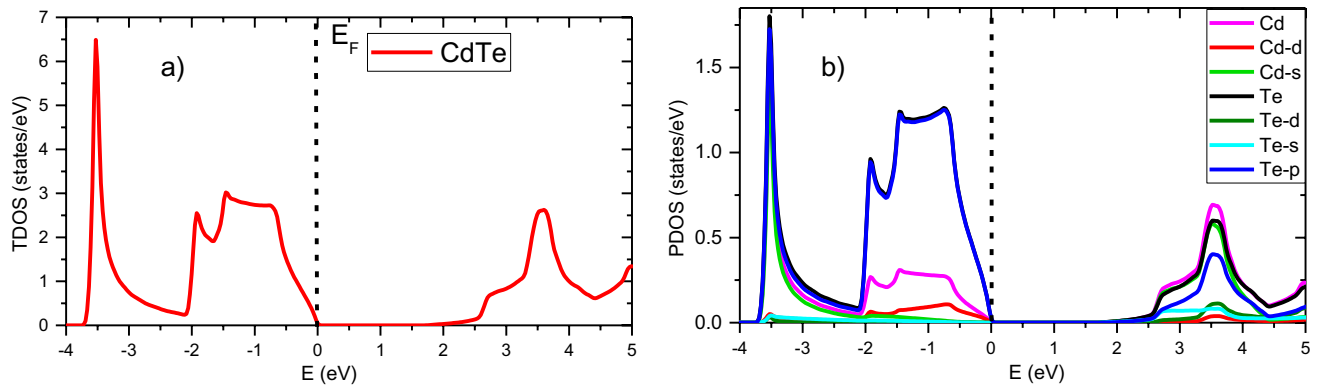 a)
E_F
CdTe
TDOS (states/eV)
7
6
5
4
3
2
1
0
-4 -3 -2 -1 0 1 2 3 4 5
E (eV)
b)
Cd
Cd-d
Cd-s
Te
Te-d
Te-s
Te-p
PDOS (states/eV)
1.5
1.0
0.5
0.0
-4 -3 -2 -1 0 1 2 3 4 5
E (eV)